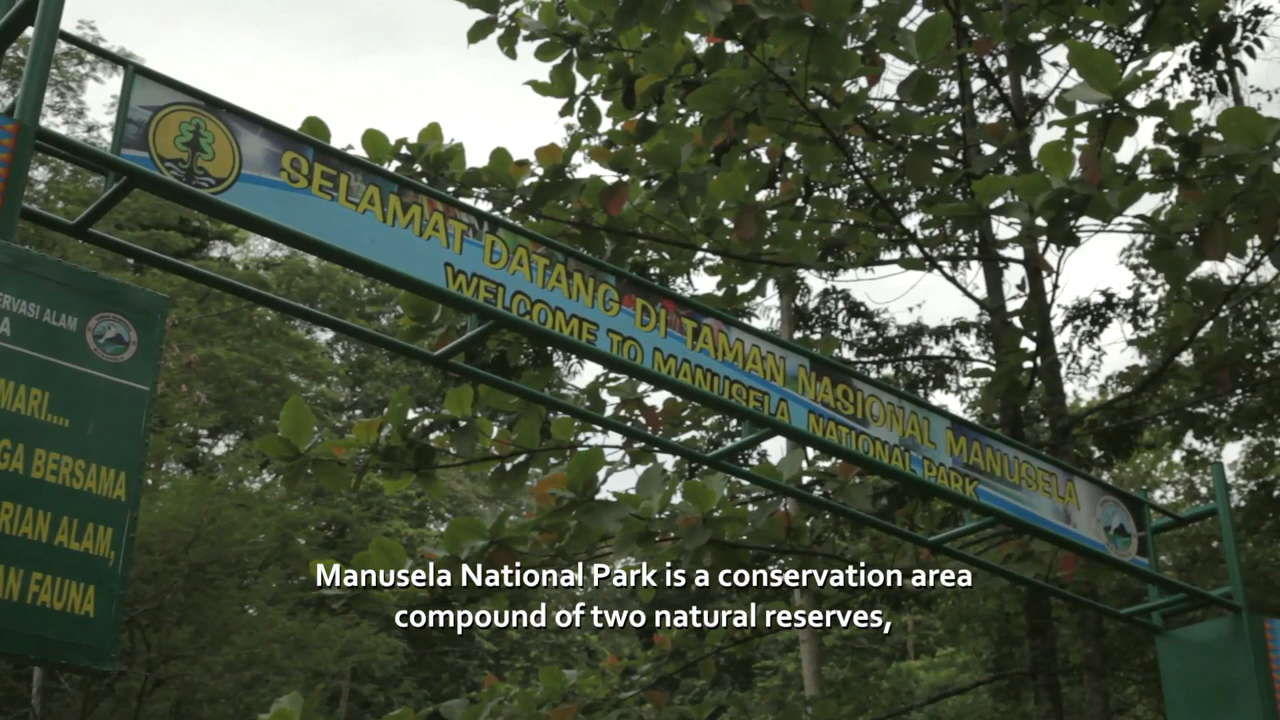 SELAMAT DATANG DI TAMAN NASIONAL MANUSELA
WELCOME TO MANUSELA NATIONAL PARK
ERVASI ALAM
A
MARI....
GA BERSAMA
RIAN ALAM,
AN FAUNA
Manusela National Park is a conservation area
compound of two natural reserves,